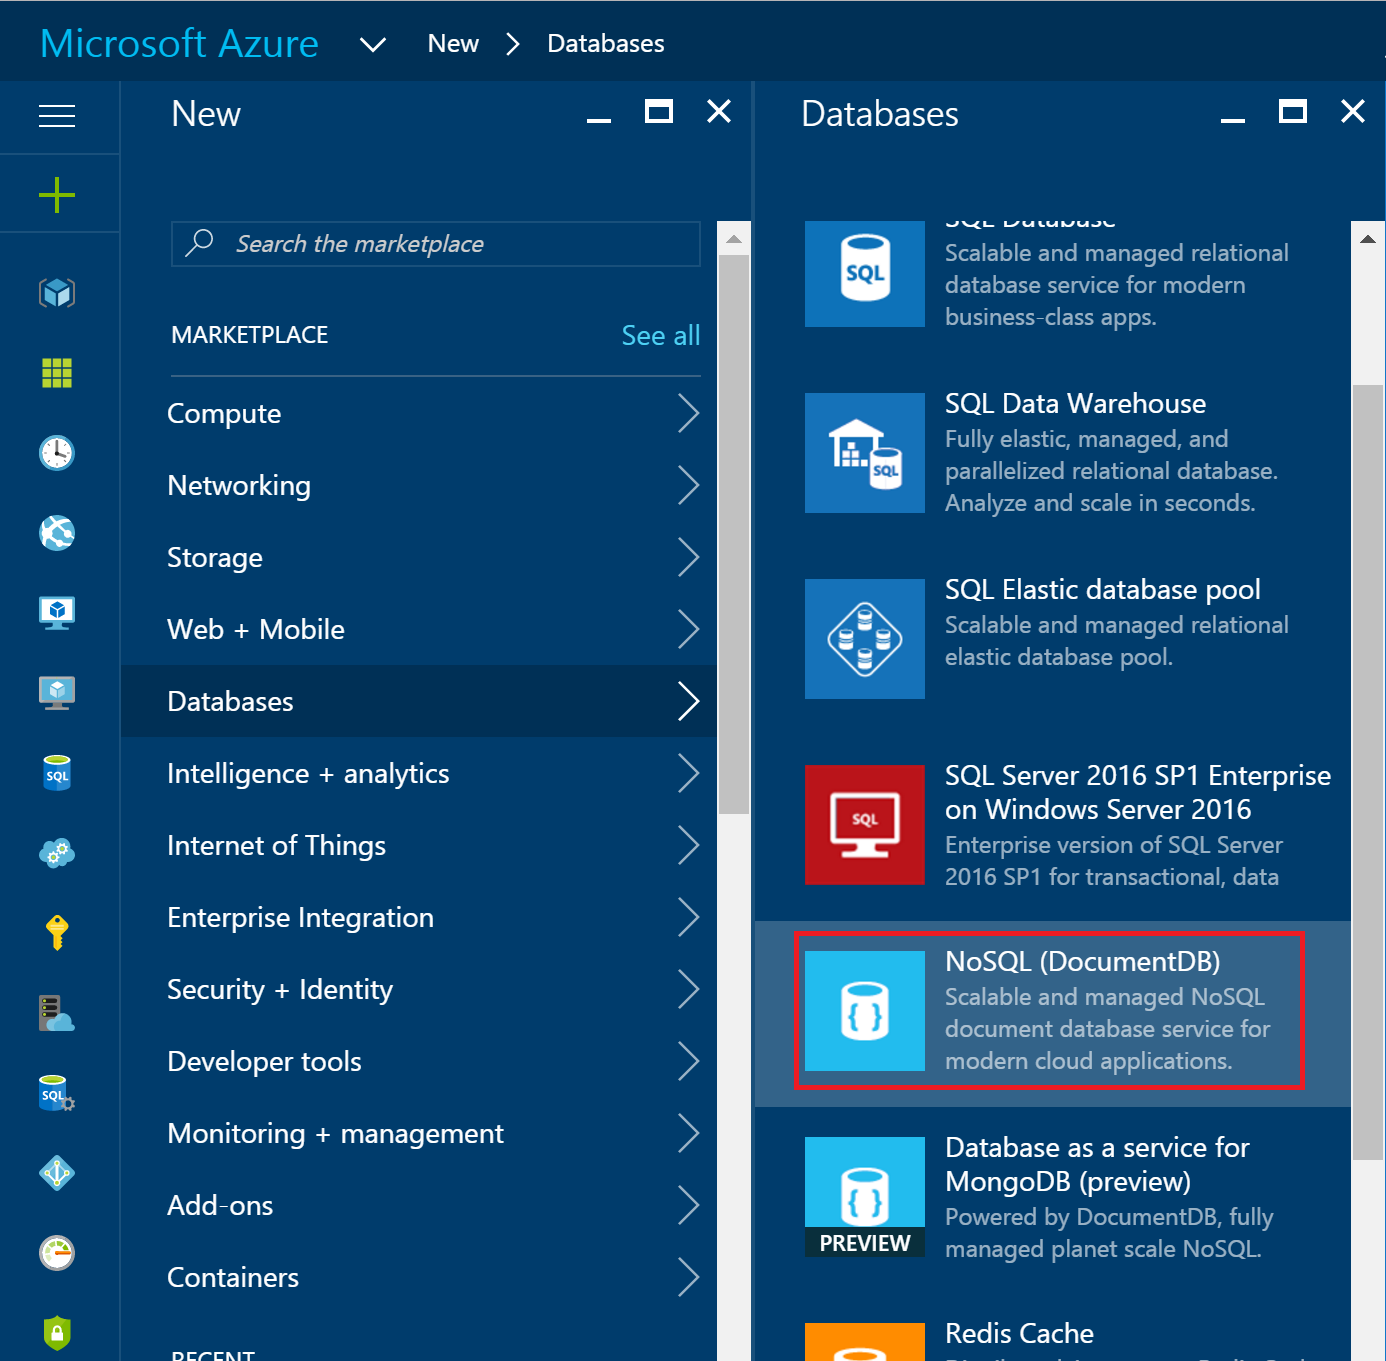 Microsoft Azure New Databases
New
Search the marketplace
MARKETPLACE See all
Compute
Networking
Storage
Web + Mobile
Databases
Intelligence + analytics
Internet of Things
Enterprise Integration
Security + Identity
Developer tools
Monitoring + management
Add-ons
Containers
RECENT
SQL
SQL
Databases
SQL
SQL Database
Scalable and managed relational
database service for modern
business-class apps.
SQL
SQL Data Warehouse
Fully elastic, managed, and
parallelized relational database.
Analyze and scale in seconds.
SQL Elastic database pool
Scalable and managed relational
elastic database pool.
SQL
SQL Server 2016 SP1 Enterprise
on Windows Server 2016
Enterprise version of SQL Server
2016 SP1 for transactional, data
{ }
NoSQL (DocumentDB)
Scalable and managed NoSQL
document database service for
modern cloud applications.
{ }
PREVIEW
Database as a service for
MongoDB (preview)
Powered by DocumentDB, fully
managed planet scale NoSQL.
Redis Cache